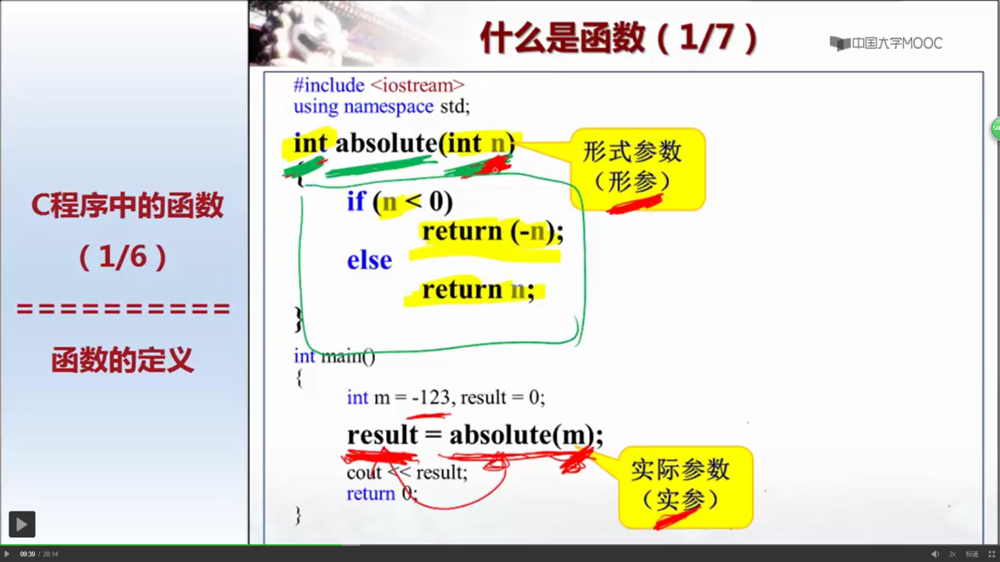 什么是函数（1/7）
中国大学MOOC
C程序中的函数
（1/6）
==========
函数的定义
#include <iostream>
using namespace std;
int absolute(int n)
{
if (n < 0)
return (-n);
else
return n;
}
形式参数
（形参）
int main()
{
int m = -123, result = 0;
result = absolute(m);
cout << result;
return 0;
}
实际参数
（实参）
50
09:39 / 28:14
2x
标清